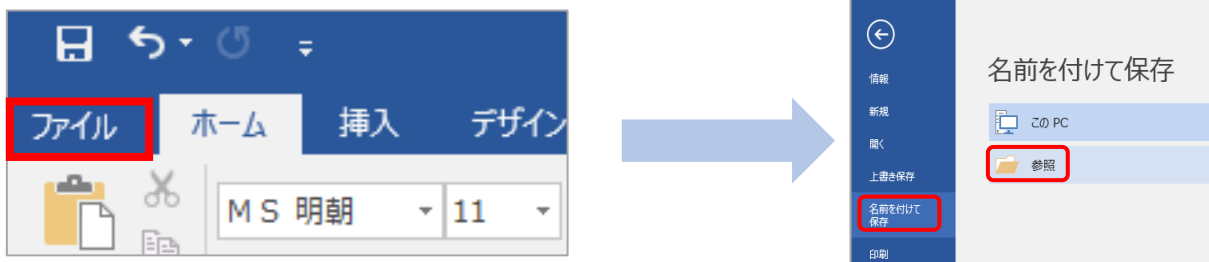 ファイル
ホーム
挿入
デザイン
MS 明朝
11
情報
新規
開く
上書き保存
名前を付けて
保存
印刷
名前を付けて保存
この PC
参照